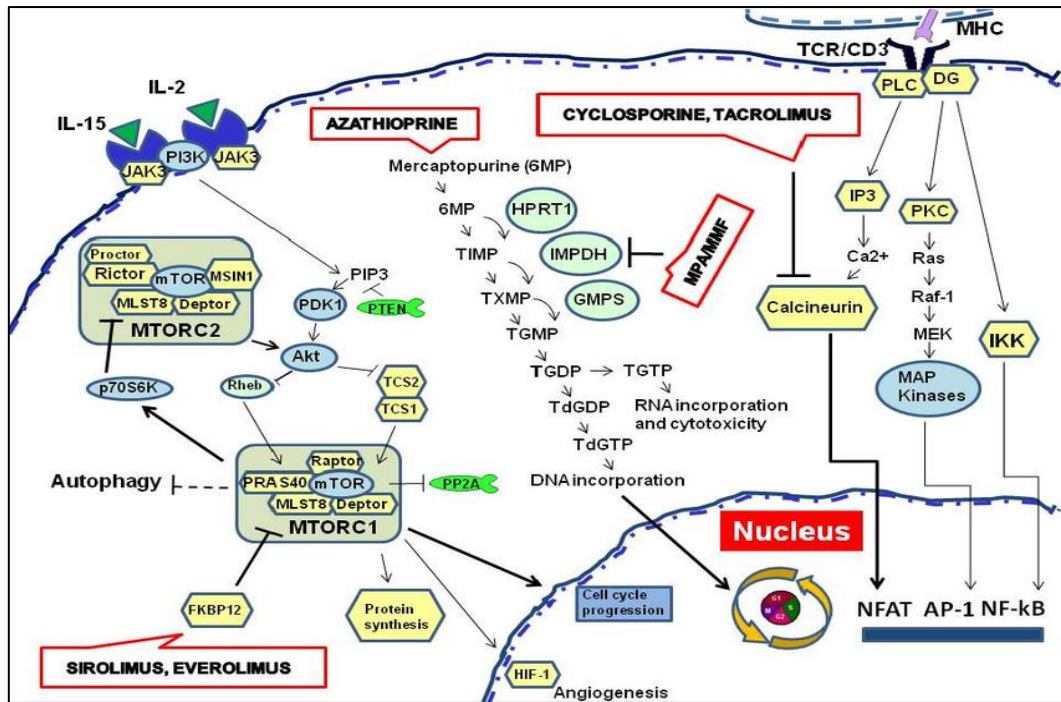 MHC
TCR/CD3
PLC
DG
IL-2
IL-15
JAK3
PI3K
JAK3
AZATHIOPRINE
CYCLOSPORINE, TACROLIMUS
Mercaptopurine (6MP)
6MP
HPRT1
TIMP
IMPDH
MPA/MMF
TXMP
GMPS
TGMP
TGDP
TGTP
TdGDP
RNA incorporation
and cytotoxicity
TdGTP
DNA incorporation
IP3
PKC
Ca2+
Ras
Calcineurin
Raf-1
MEK
IKK
MAP
Kinases
Proctor
Rictor
mTOR
MSIN1
MLST8
Deptor
MTORC2
PIP3
PDK1
PTEN
Akt
p70S6K
Rheb
TCS2
TCS1
Autophagy
Raptor
PRAS40
mTOR
PP2A
MLST8
Deptor
MTORC1
FKBP12
Protein
synthesis
Cell cycle
progression
SIROLIMUS, EVEROLIMUS
HIF-1
Angiogenesis
Nucleus
G1
M
S
G2
NFAT AP-1 NF-kB